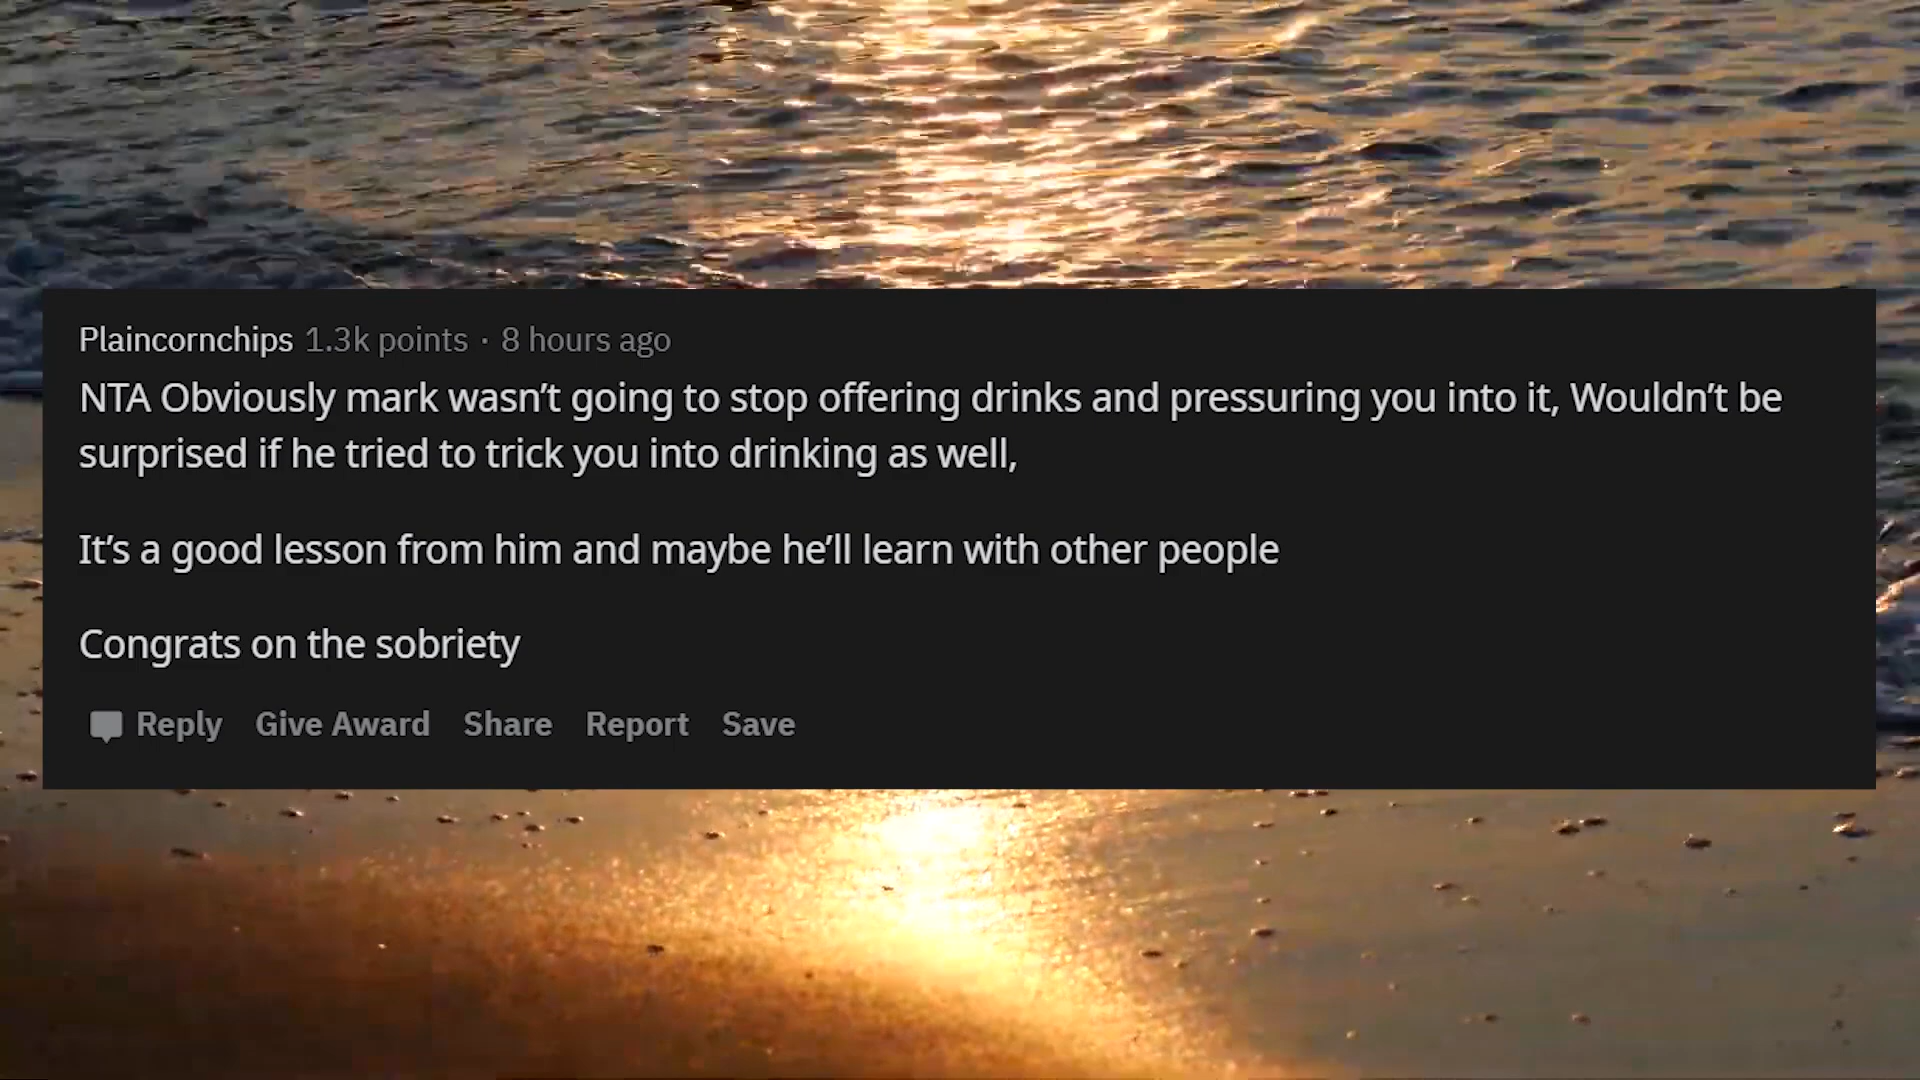 Plaincornchips 1.3k points · 8 hours ago
NTA Obviously mark wasn’t going to stop offering drinks and pressuring you into it, Wouldn’t be
surprised if he tried to trick you into drinking as well,
It’s a good lesson from him and maybe he’ll learn with other people
Congrats on the sobriety
Reply Give Award Share Report Save